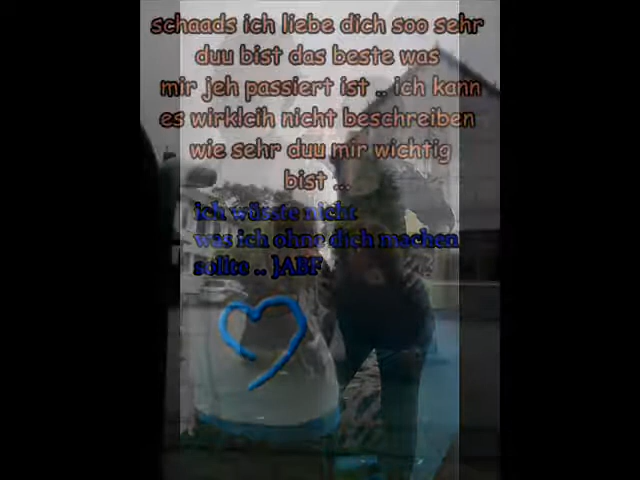 schaads ich liebe dich soo sehr
duu bist das beste was
mir jeh passiert ist .. ich kann
es wirklcih nicht beschreiben
wie sehr duu mir wichtig
bist ...
ich wüsste nicht
was ich ohne dich machen
sollte .. }ABF